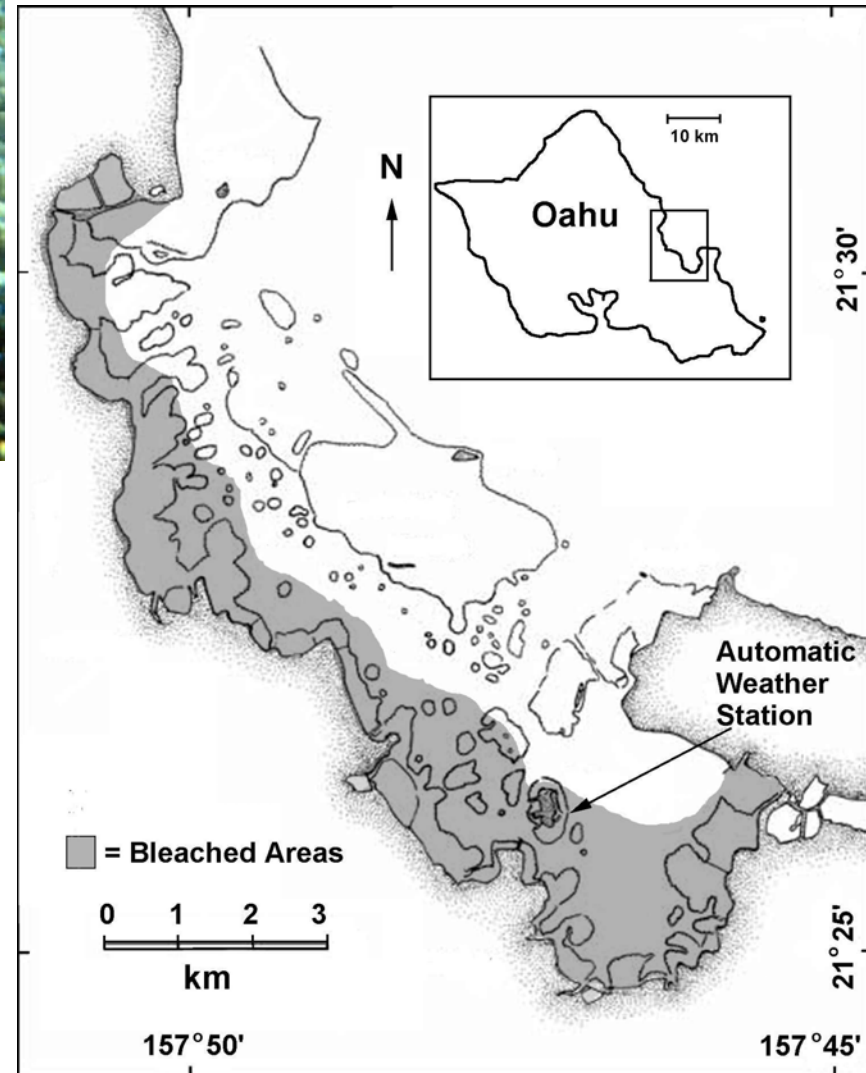 10 km
N
Oahu
21°30'
Automatic
Weather
Station
= Bleached Areas
0 1 2 3
km
21°25'
157°50'
157°45'